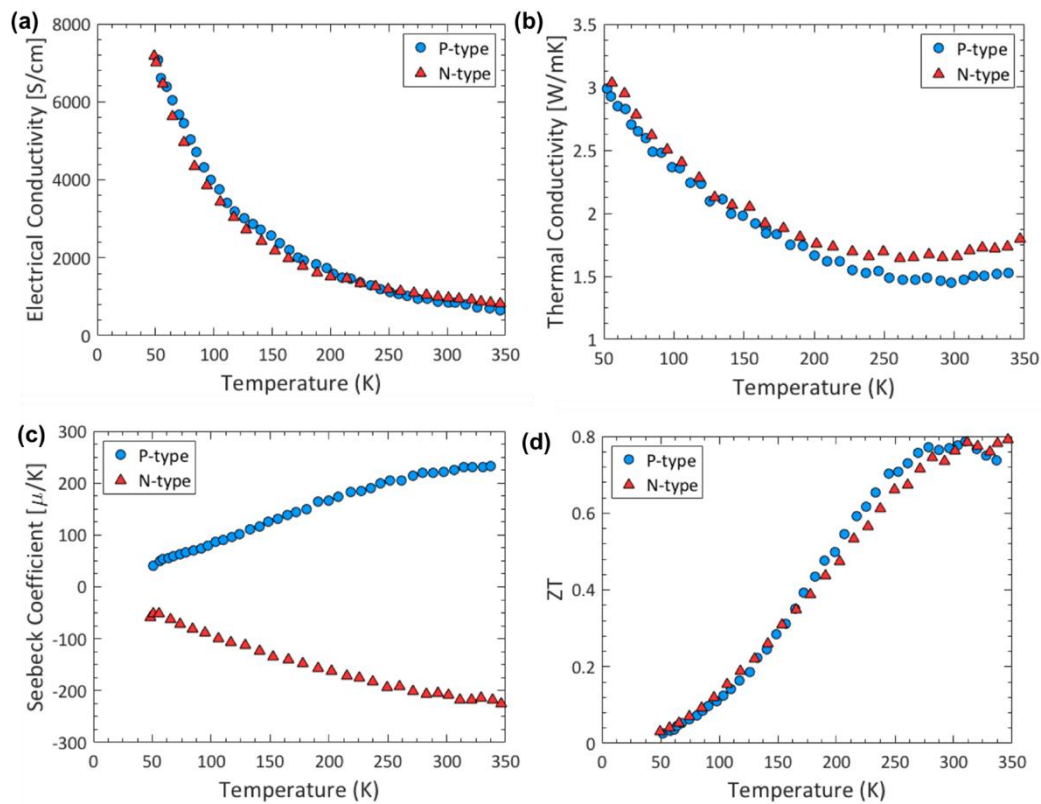 (a)
Electrical Conductivity [S/cm]
8000
6000
4000
2000
0
P-type
N-type
0 50 100 150 200 250 300 350
Temperature (K)
(b)
Thermal Conductivity [W/mK]
3.5
3
2.5
2
1.5
1
P-type
N-type
50 100 150 200 250 300 350
Temperature (K)
(c)
Seebeck Coefficient [μ/K]
300
200
100
0
-100
-200
-300
P-type
N-type
0 50 100 150 200 250 300 350
Temperature (K)
(d)
ZT
0.8
0.6
0.4
0.2
0
P-type
N-type
0 50 100 150 200 250 300 350
Temperature (K)